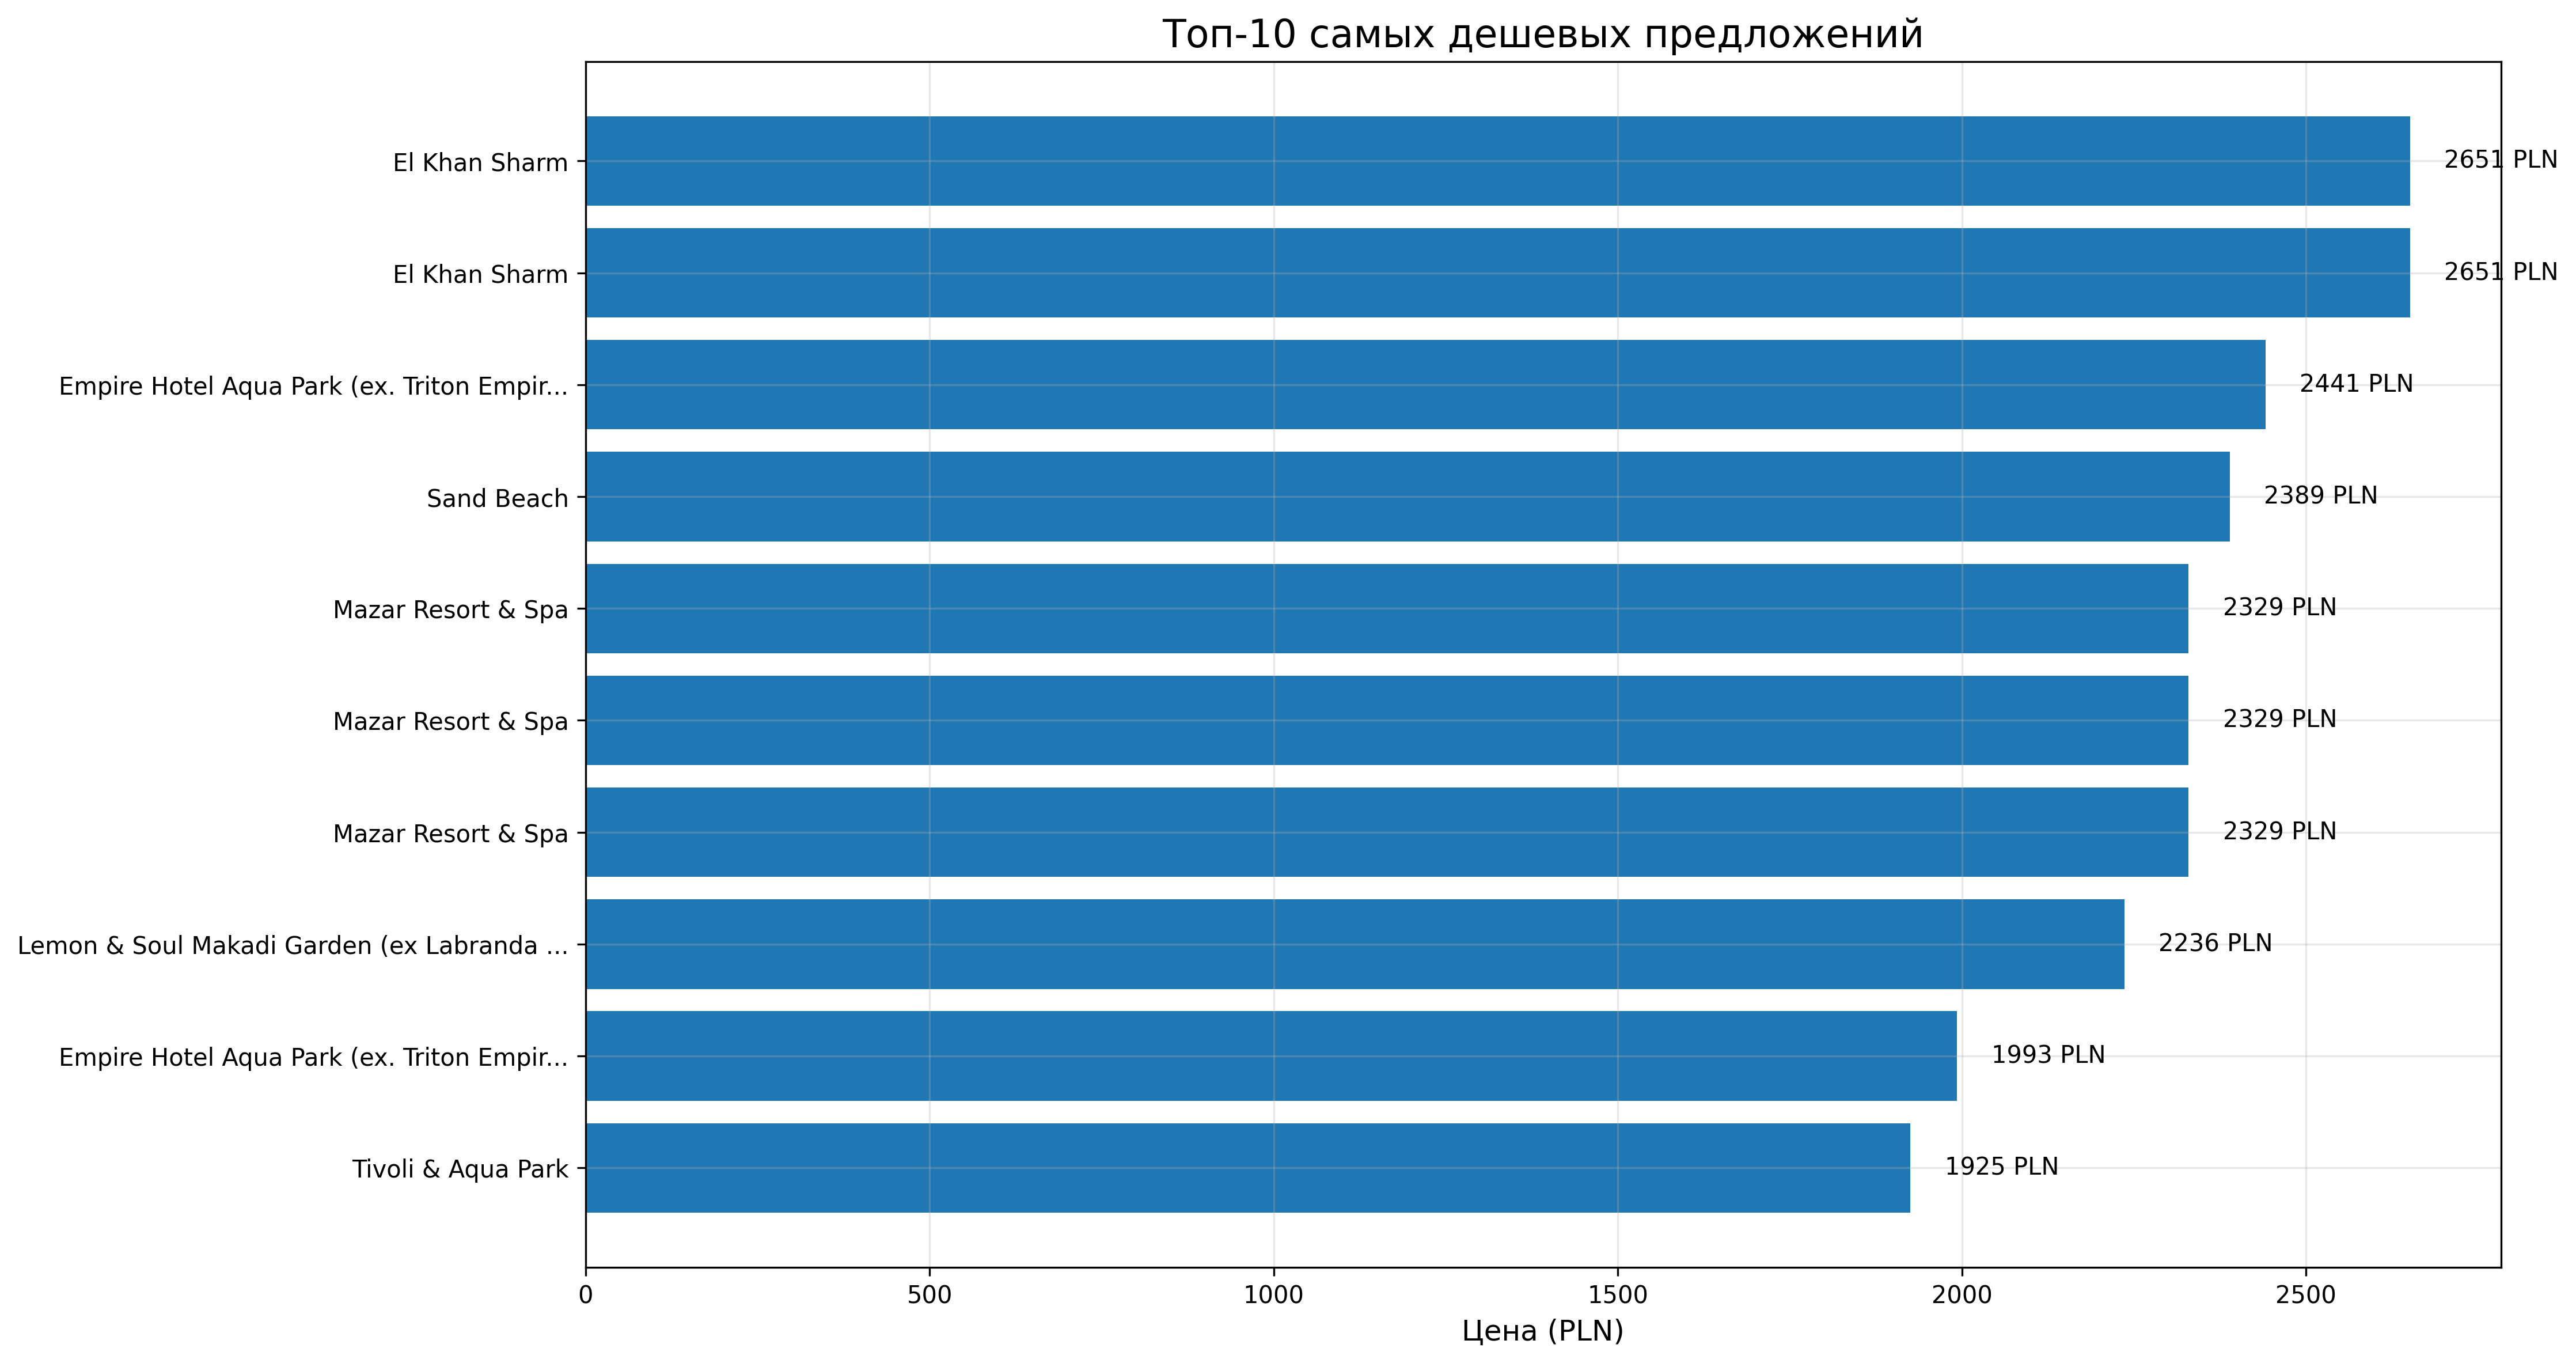 Топ-10 самых дешевых предложений
El Khan Sharm 2651 PLN
El Khan Sharm 2651 PLN
Empire Hotel Aqua Park (ex. Triton Empir... 2441 PLN
Sand Beach 2389 PLN
Mazar Resort & Spa 2329 PLN
Mazar Resort & Spa 2329 PLN
Mazar Resort & Spa 2329 PLN
Lemon & Soul Makadi Garden (ex Labranda ... 2236 PLN
Empire Hotel Aqua Park (ex. Triton Empir... 1993 PLN
Tivoli & Aqua Park 1925 PLN
0 500 1000 1500 2000 2500
Цена (PLN)